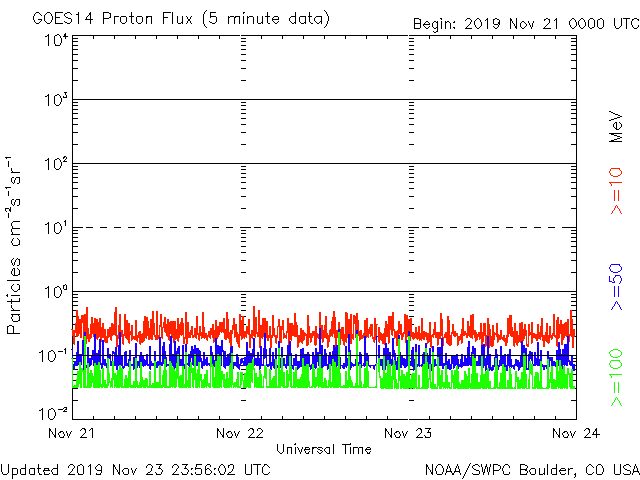 GOES14 Proton Flux (5 minute data)
Begin: 2019 Nov 21 0000 UTC
10⁴
10³
10²
10¹
10⁰
10⁻¹
10⁻²
Particles cm⁻²s⁻¹sr⁻¹
MeV
>=10
>=50
>=100
Nov 21
Nov 22
Nov 23
Nov 24
Universal Time
Updated 2019 Nov 23 23:56:02 UTC
NOAA/SWPC Boulder, CO USA